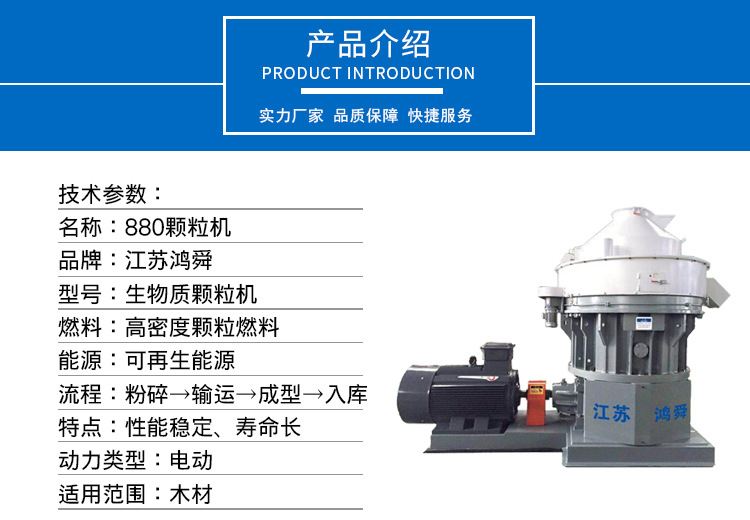 产品介绍
PRODUCT INTRODUCTION
实力厂家 品质保障 快捷服务
技术参数：
名称：880颗粒机
品牌：江苏鸿舜
型号：生物质颗粒机
燃料：高密度颗粒燃料
能源：可再生能源
流程：粉碎→输运→成型→入库
特点：性能稳定、寿命长
动力类型：电动
适用范围：木材
江苏 鸿舜